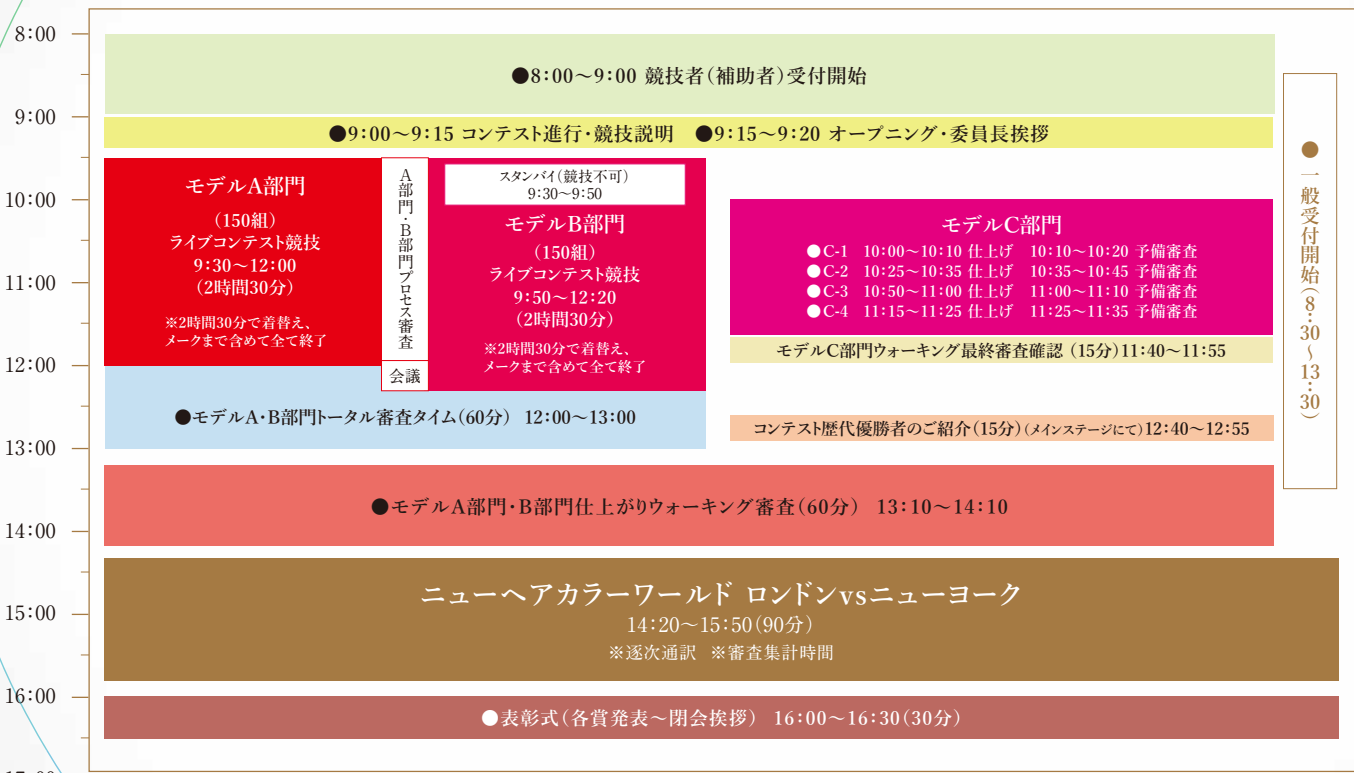 8:00
9:00
10:00
11:00
12:00
13:00
14:00
15:00
16:00
●8:00～9:00 競技者(補助者)受付開始
●9:00～9:15 コンテスト進行・競技説明 ●9:15～9:20 オープニング・委員長挨拶
モデルA部門
(150組)
ライブコンテスト競技
9:30～12:00
(2時間30分)
※2時間30分で着替え、
メークまで含めて全て終了
A部門・B部門プロセス審査
会議
スタンバイ(競技不可)
9:30～9:50
モデルB部門
(150組)
ライブコンテスト競技
9:50～12:20
(2時間30分)
※2時間30分で着替え、
メークまで含めて全て終了
モデルC部門
●C-1 10:00～10:10 仕上げ 10:10～10:20 予備審査
●C-2 10:25～10:35 仕上げ 10:35～10:45 予備審査
●C-3 10:50～11:00 仕上げ 11:00～11:10 予備審査
●C-4 11:15～11:25 仕上げ 11:25～11:35 予備審査
モデルC部門ウォーキング最終審査確認 (15分)11:40～11:55
●モデルA・B部門トータル審査タイム(60分) 12:00～13:00
コンテスト歴代優勝者のご紹介(15分)(メインステージにて)12:40～12:55
●一般受付開始(8:30～13:30)
●モデルA部門・B部門仕上がりウォーキング審査(60分) 13:10～14:10
ニューヘアカラーワールド ロンドンvsニューヨーク
14:20～15:50(90分)
※逐次通訳 ※審査集計時間
●表彰式(各賞発表～閉会挨拶) 16:00～16:30(30分)